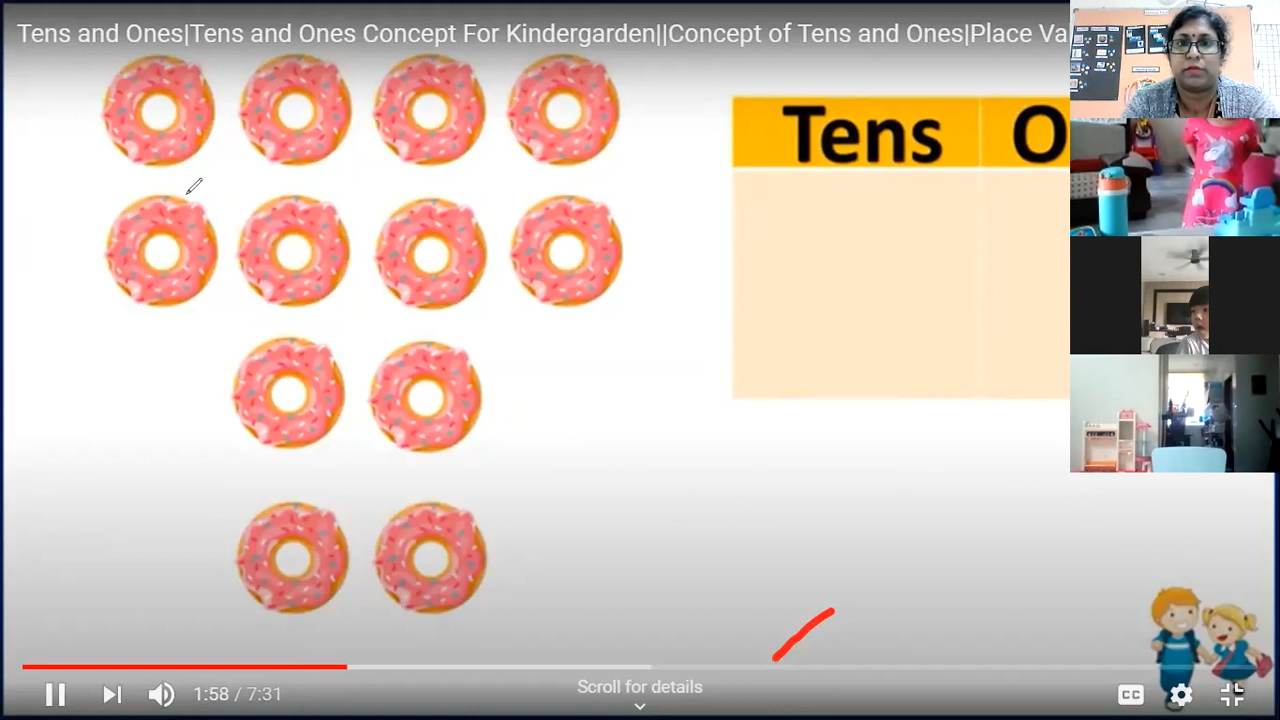 Tens and Ones|Tens and Ones Concept For Kindergarden||Concept of Tens and Ones|Place Va
Tens
O
1:58 / 7:31
Scroll for details
CC